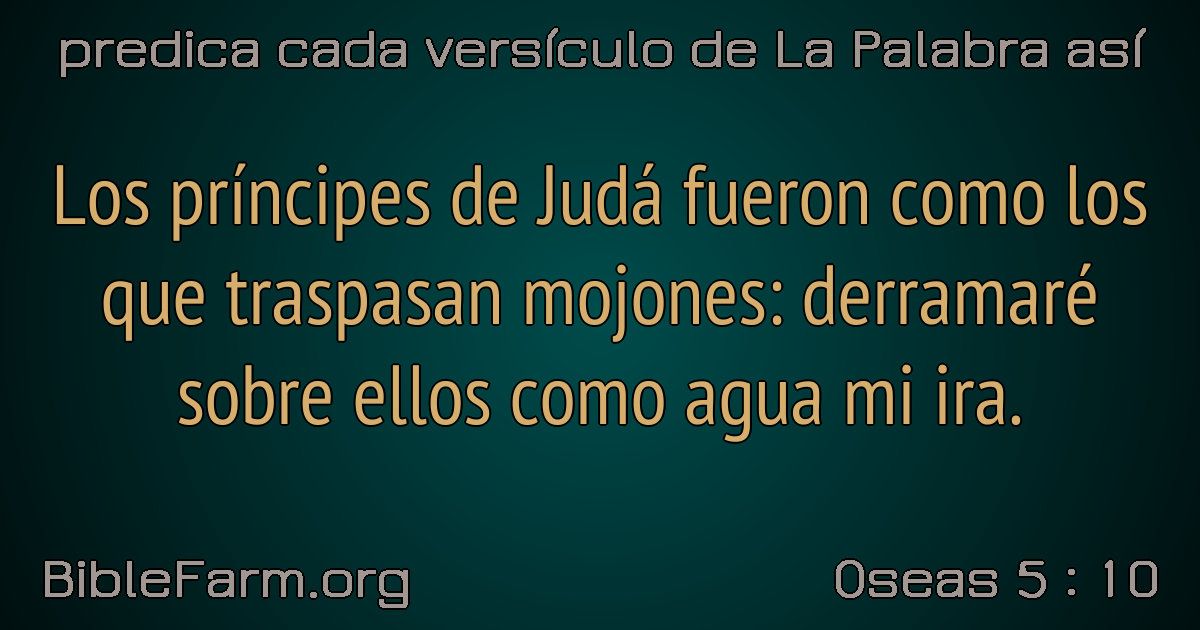 predica cada versículo de La Palabra así
Los príncipes de Judá fueron como los
que traspasan mojones: derramaré
sobre ellos como agua mi ira.
BibleFarm.org
Oseas 5 : 10